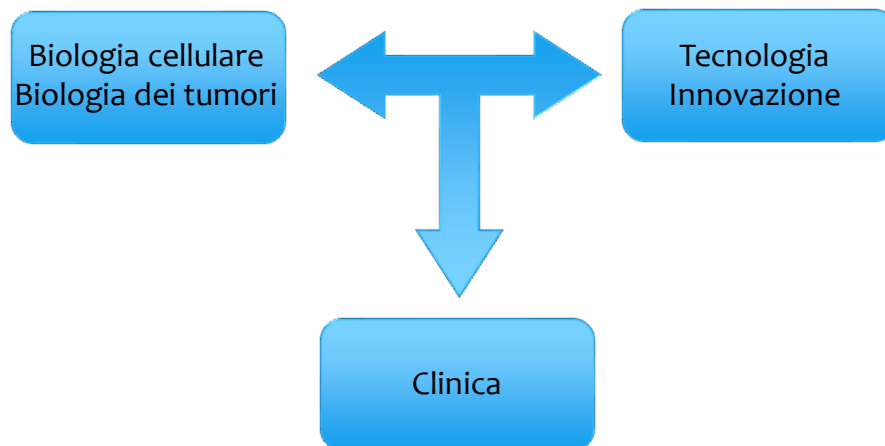 Biologia cellulare
Biologia dei tumori
Tecnologia
Innovazione
Clinica